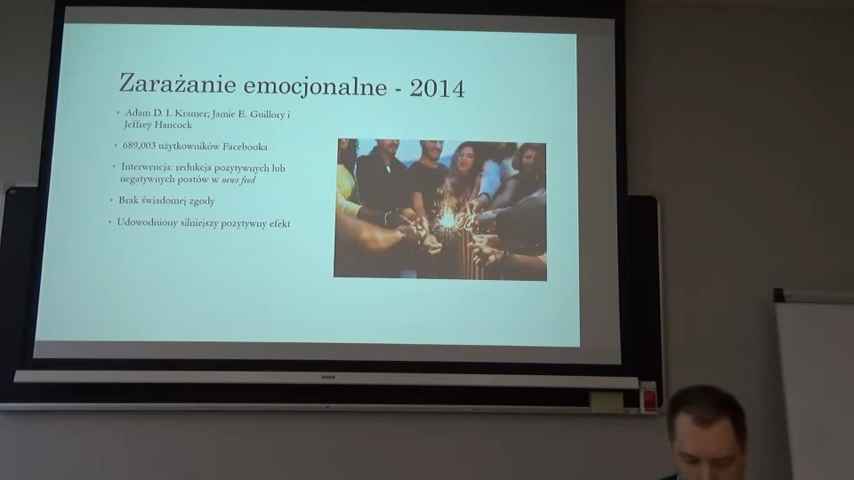 Zarażanie emocjonalne - 2014
• Adam D. I. Kramer; Jamie E. Guillory i
Jeffrey Hancock
• 689,003 użytkowników Facebooka
• Interwencja: redukcja pozytywnych lub
negatywnych postów w news feed
• Brak świadomej zgody
• Udowodniony silniejszy pozytywny efekt